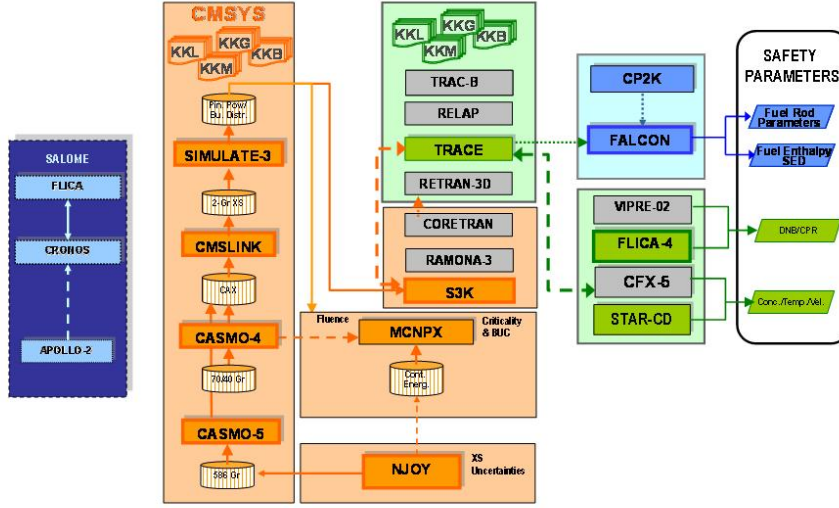 CMSYS
KKL
KKG
KKM
KKB
Pin. Pow/
Bu. Distr.
SIMULATE-3
2-Gr XS
CMSLINK
CAX
CASMO-4
70/40 Gr
CASMO-5
586 Gr
SALOME
FLICA
CRONOS
APOLLO-2
KKL
KKG
KKM
KKB
TRAC-B
RELAP
TRACE
RETRAN-3D
CORETRAN
RAMONA-3
S3K
Fluence
MCNPX
Criticality
& BUC
Cont.
Energ.
NJOY
XS
Uncertainties
CP2K
FALCON
VIPRE-02
FLICA-4
CFX-5
STAR-CD
SAFETY
PARAMETERS
Fuel Rod
Parameters
Fuel Enthalpy
SED
DNB/CPR
Conc./Temp./Vel.